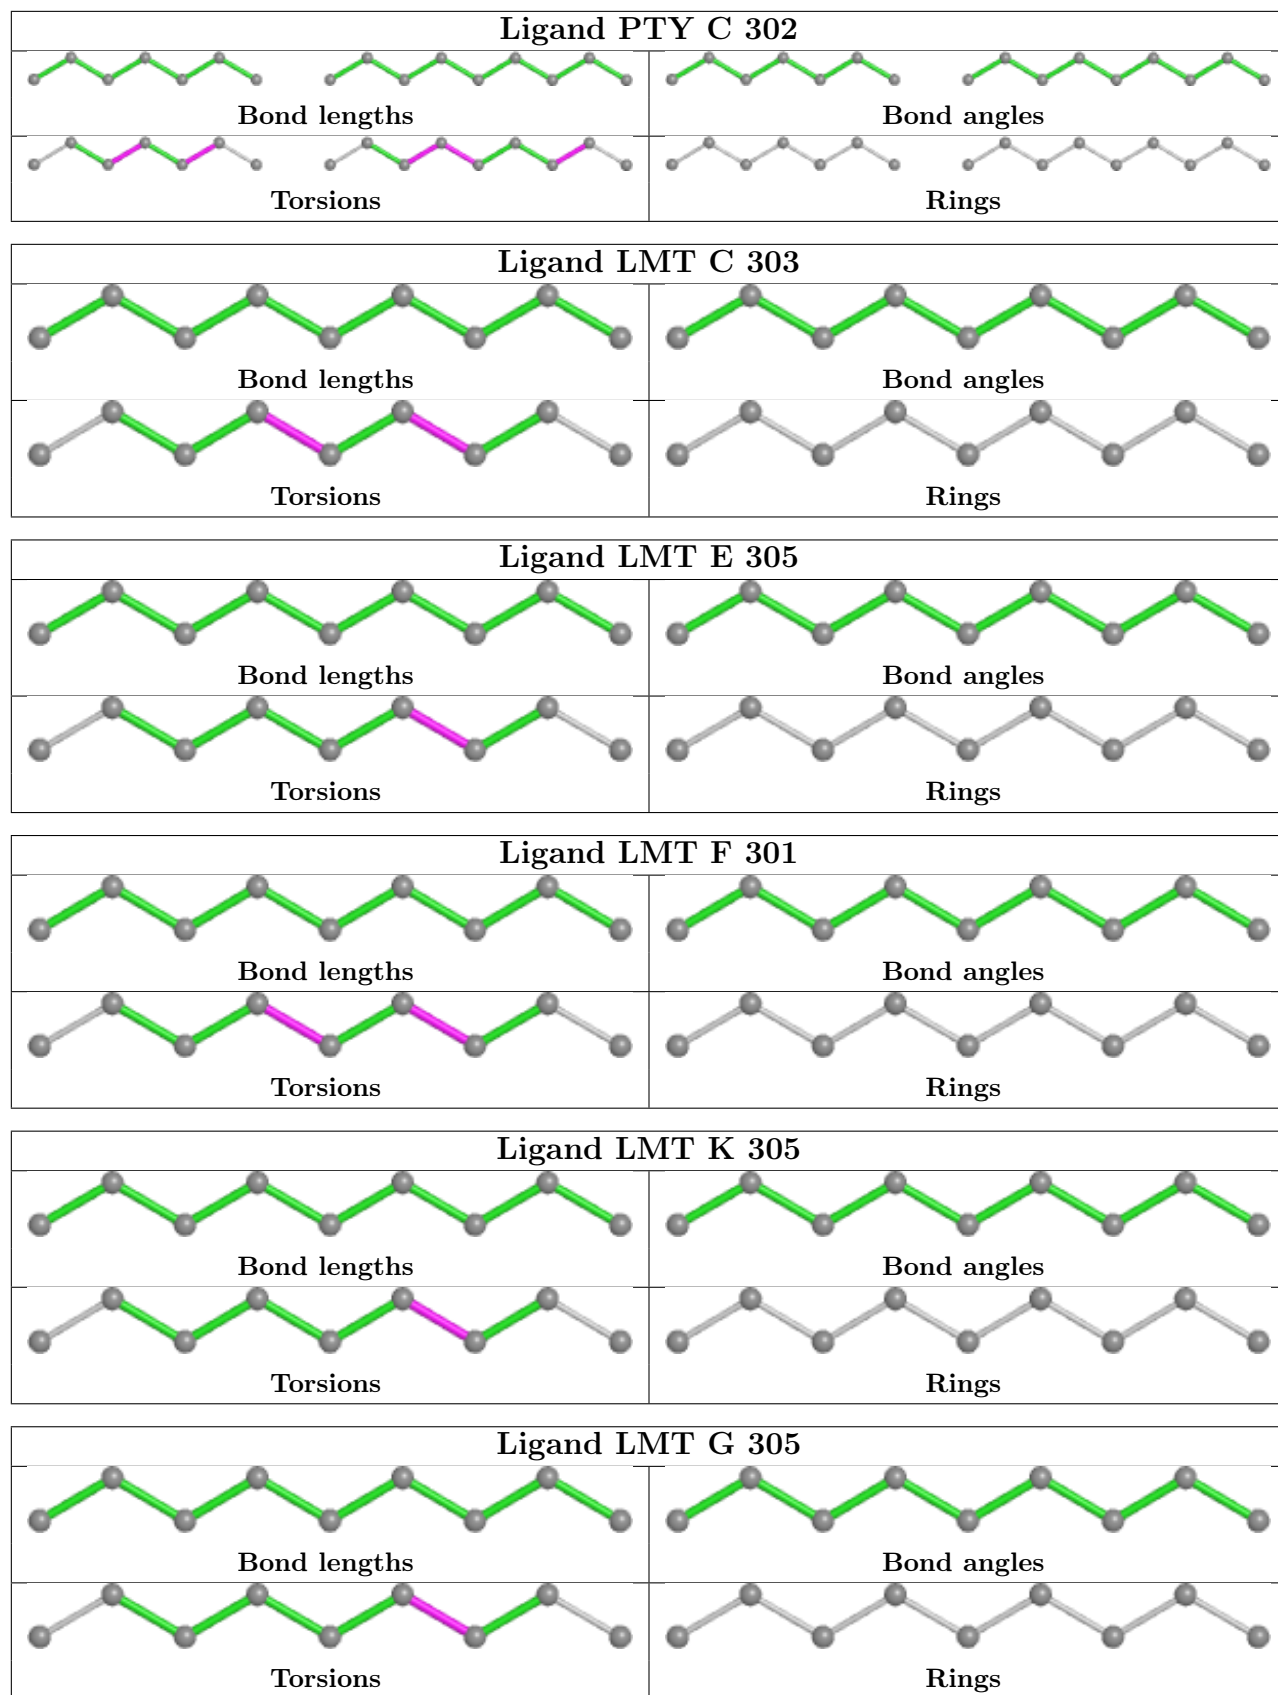 Ligand PTY C 302
Bond lengths Bond angles
Torsions Rings
Ligand LMT C 303
Bond lengths Bond angles
Torsions Rings
Ligand LMT E 305
Bond lengths Bond angles
Torsions Rings
Ligand LMT F 301
Bond lengths Bond angles
Torsions Rings
Ligand LMT K 305
Bond lengths Bond angles
Torsions Rings
Ligand LMT G 305
Bond lengths Bond angles
Torsions Rings